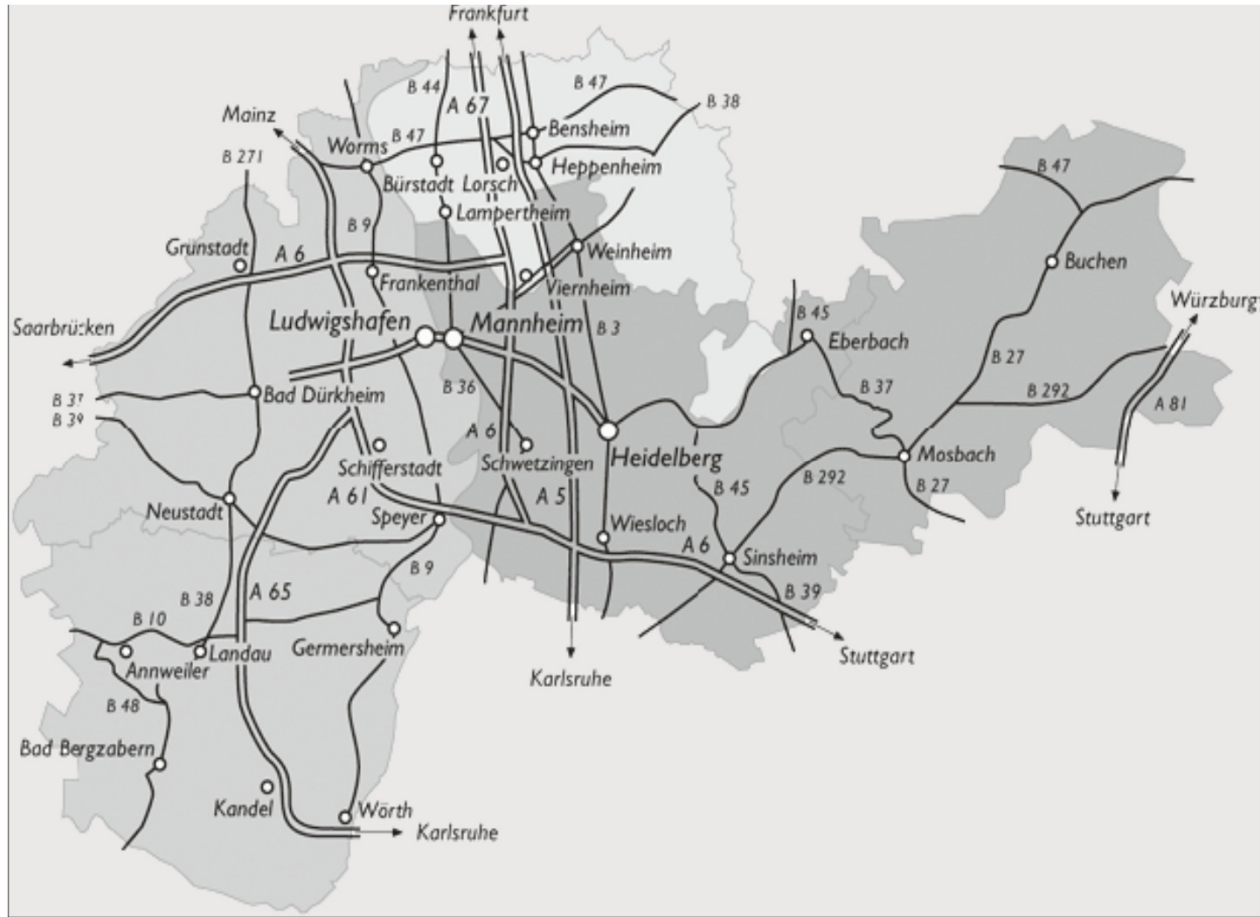 Frankfurt
B 47
B 44
A 67
B 38
Mainz
Bensheim
B 47
Worms
B 271
Heppenheim
B 47
Bürstadt
Lorsch
Lampertheim
B 9
Grünstadt
A 6
Weinheim
Buchen
Frankenthal
Viernheim
Würzburg
Saarbrücken
Ludwigshafen
Mannheim
B 3
B 45
Eberbach
B 27
B 36
B 37
B 292
Bad Dürkheim
B 37
A 81
B 39
A 6
Schifferstadt
Schwetzingen
Heidelberg
Mosbach
B 292
B 27
A 61
A 5
B 45
Neustadt
Speyer
Wiesloch
Stuttgart
A 6
Sinsheim
B 9
B 39
A 65
B 38
B 10
Germersheim
Landau
Stuttgart
Annweiler
Karlsruhe
B 48
Bad Bergzabern
Kandel
Wörth
Karlsruhe